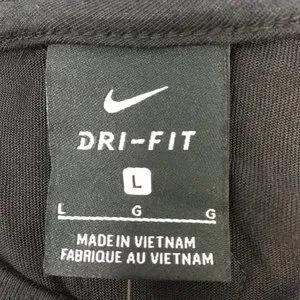 DRI-FIT
L
L G G
MADE IN VIETNAM
FABRIQUE AU VIETNAM